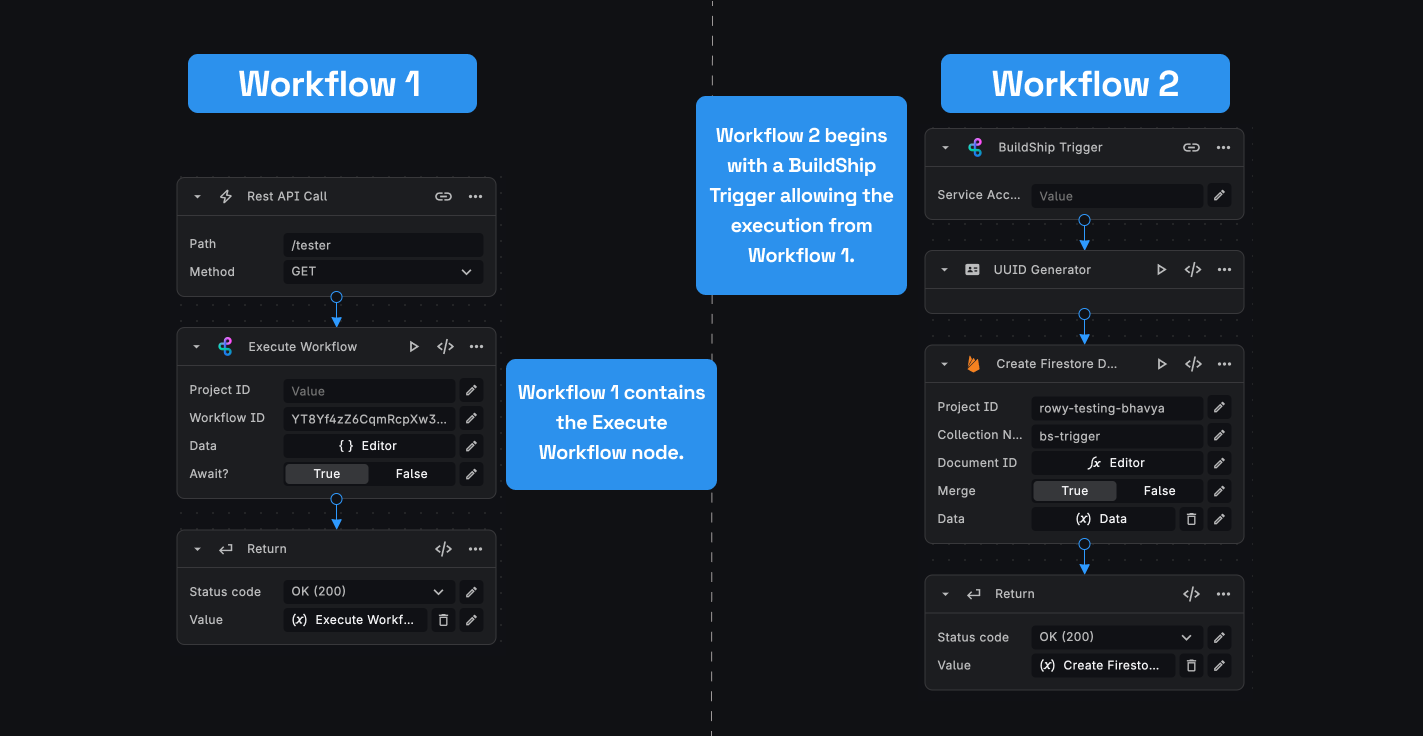 Workflow 1
Rest API Call
Path
/tester
Method
GET
Execute Workflow
Project ID
Value
Workflow ID
YT8Yf4zZ6CqmRcpXw3...
Data
{ } Editor
Await?
True
False
Return
Status code
OK (200)
Value
(x) Execute Workf...
Workflow 1 contains
the Execute
Workflow node.
Workflow 2 begins
with a BuildShip
Trigger allowing the
execution from
Workflow 1.
Workflow 2
BuildShip Trigger
Service Acc...
Value
UUID Generator
Create Firestore D...
Project ID
rowy-testing-bhavya
Collection N...
bs-trigger
Document ID
fx Editor
Merge
True
False
Data
(x) Data
Return
Status code
OK (200)
Value
(x) Create Firesto...